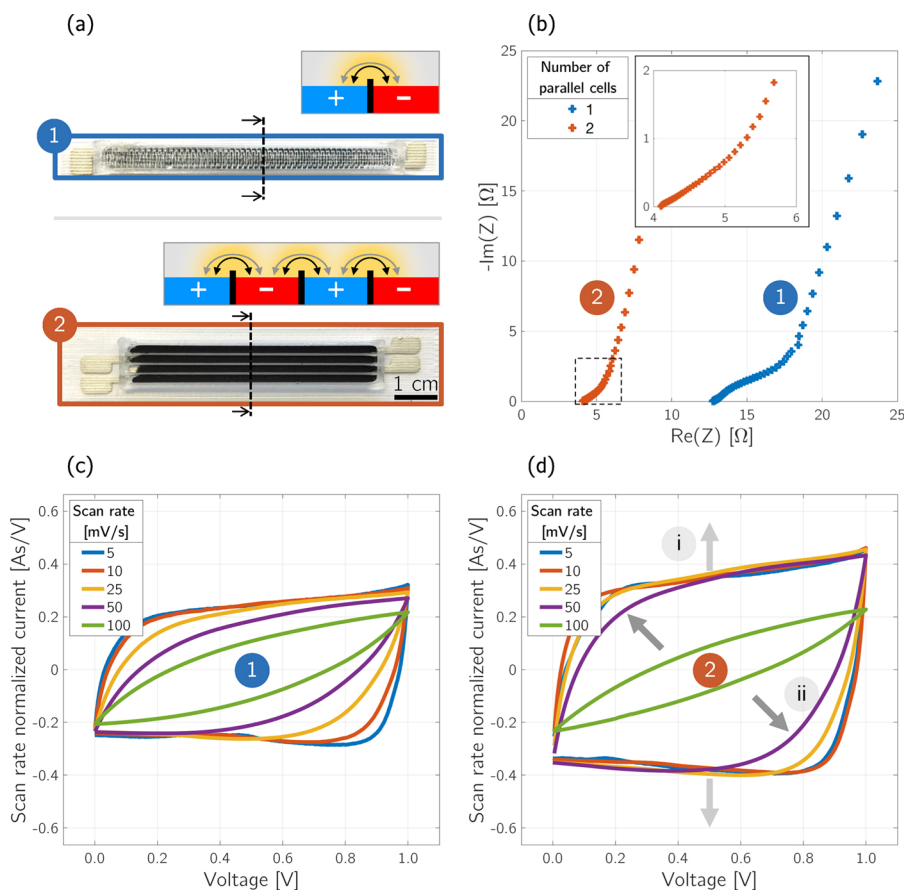 (a)
+ -
1
+ - + -
2
1 cm
(b)
25
20
15
10
5
0
-Im(Z) [Ω]
Number of
parallel cells
1
2
2
1
0
4 5 6
2
1
0 5 10 15 20 25
Re(Z) [Ω]
(c)
Scan rate normalized current [As/V]
0.6
0.4
0.2
0
-0.2
-0.4
-0.6
Scan rate
[mV/s]
5
10
25
50
100
1
0.0 0.2 0.4 0.6 0.8 1.0
Voltage [V]
(d)
Scan rate normalized current [As/V]
0.6
0.4
0.2
0
-0.2
-0.4
-0.6
Scan rate
[mV/s]
5
10
25
50
100
i
2
ii
0.0 0.2 0.4 0.6 0.8 1.0
Voltage [V]